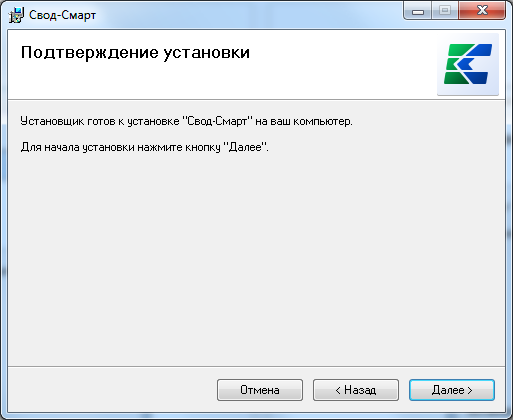 Свод-Смарт
Подтверждение установки
Установщик готов к установке "Свод-Смарт" на ваш компьютер.
Для начала установки нажмите кнопку "Далее".
Отмена
< Назад
Далее >